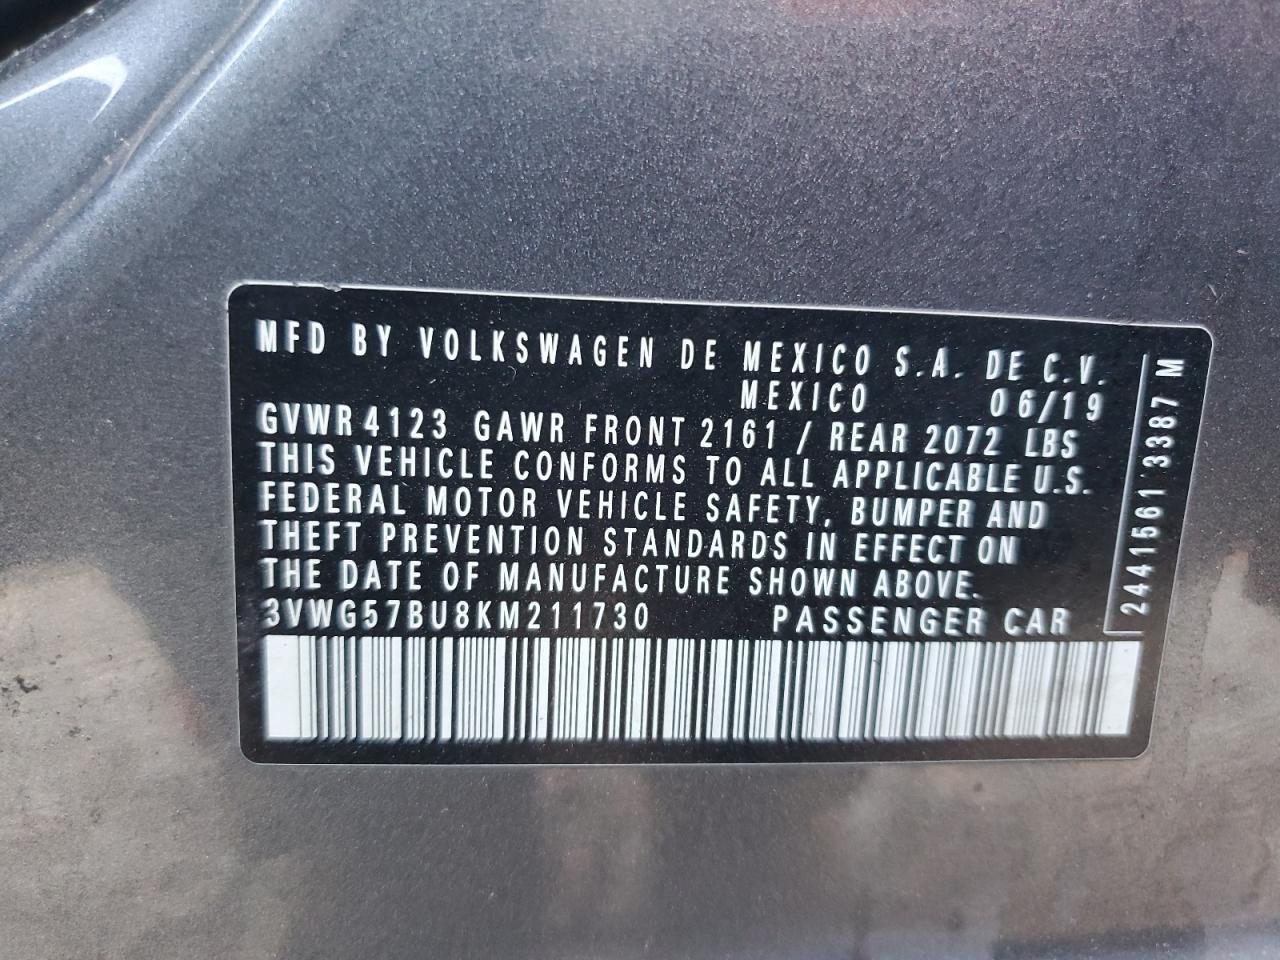 MFD BY VOLKSWAGEN DE MEXICO S.A. DE C.V.
MEXICO 06/19
GVWR 4123 GAWR FRONT 2161 / REAR 2072 LBS
THIS VEHICLE CONFORMS TO ALL APPLICABLE U.S.
FEDERAL MOTOR VEHICLE SAFETY, BUMPER AND
THEFT PREVENTION STANDARDS IN EFFECT ON
THE DATE OF MANUFACTURE SHOWN ABOVE.
3VWG57BU8KM211730 PASSENGER CAR
2441561 3387 M